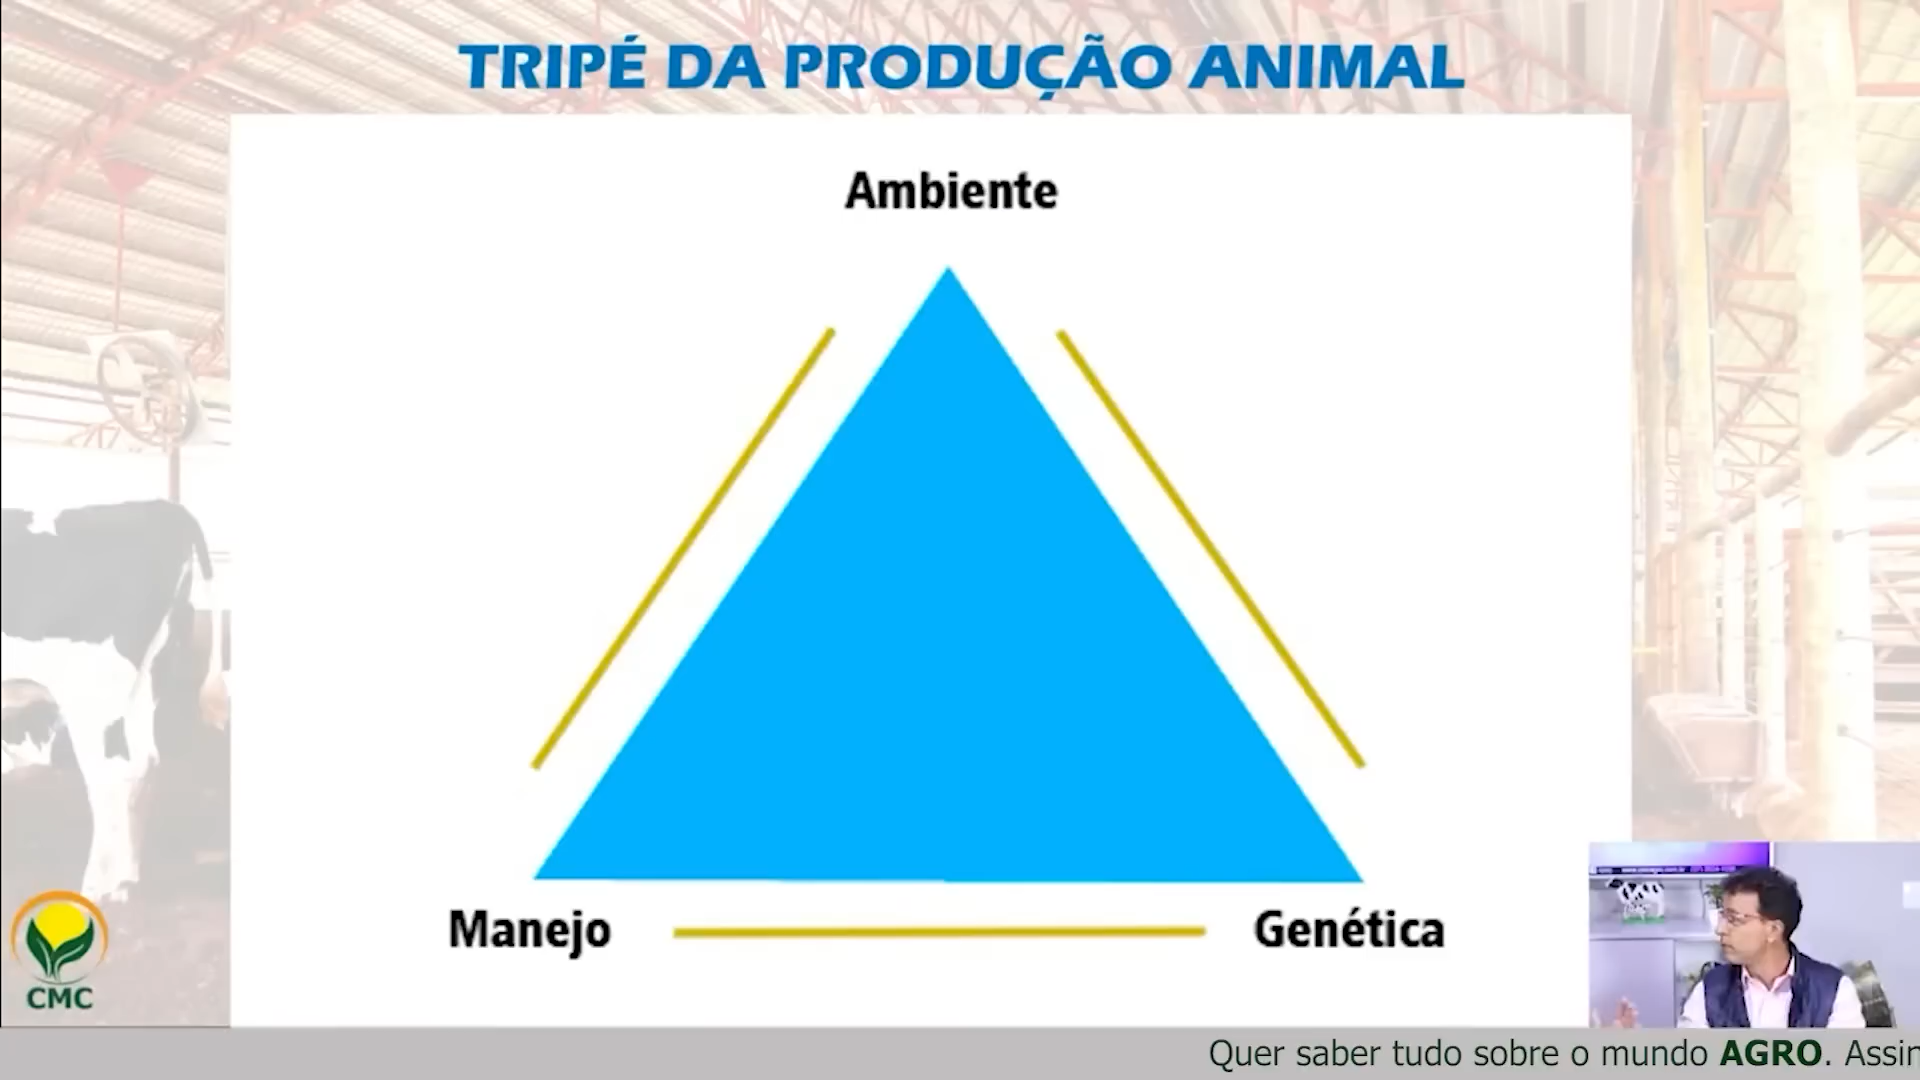 TRIPÉ DA PRODUÇÃO ANIMAL
Ambiente
Manejo
Genética
CMC
Quer saber tudo sobre o mundo AGRO. Assin